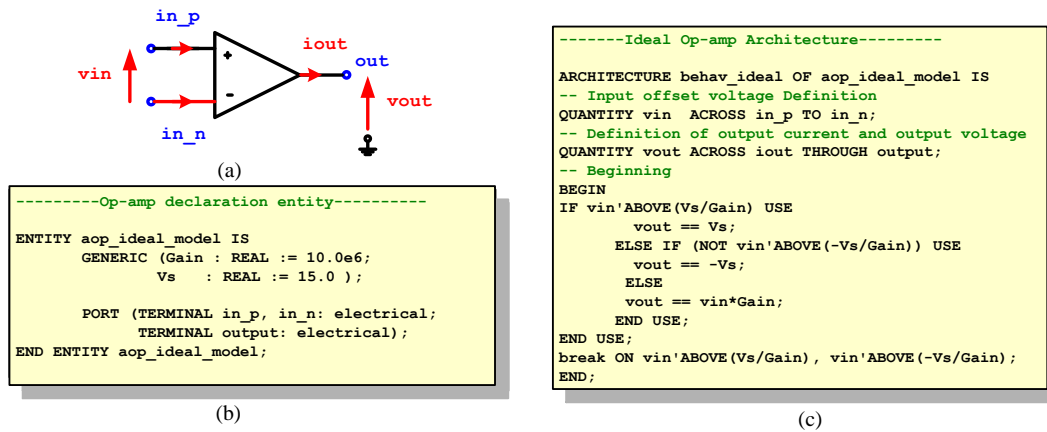 in_p
iout
out
+
vin
-
vout
in_n
(a)
---------Op-amp declaration entity----------
ENTITY aop_ideal_model IS
GENERIC (Gain : REAL := 10.0e6;
Vs : REAL := 15.0 );
PORT (TERMINAL in_p, in_n: electrical;
TERMINAL output: electrical);
END ENTITY aop_ideal_model;
(b)
-------Ideal Op-amp Architecture---------
ARCHITECTURE behav_ideal OF aop_ideal_model IS
-- Input offset voltage Definition
QUANTITY vin ACROSS in_p TO in_n;
-- Definition of output current and output voltage
QUANTITY vout ACROSS iout THROUGH output;
-- Beginning
BEGIN
IF vin'ABOVE(Vs/Gain) USE
vout == Vs;
ELSE IF (NOT vin'ABOVE(-Vs/Gain)) USE
vout == -Vs;
ELSE
vout == vin*Gain;
END USE;
END USE;
break ON vin'ABOVE(Vs/Gain), vin'ABOVE(-Vs/Gain);
END;
(c)